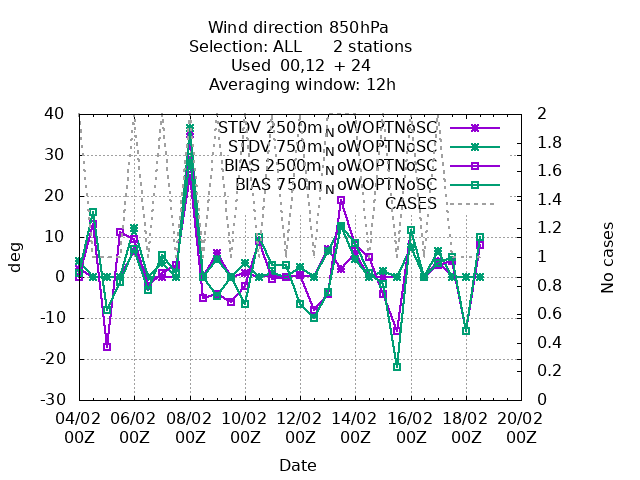 Wind direction 850hPa
Selection: ALL 2 stations
Used 00,12 + 24
Averaging window: 12h
STDV 2500m NoWOPTNoSC
STDV 750m NoWOPTNoSC
BIAS 2500m NoWOPTNoSC
BIAS 750m NoWOPTNoSC
CASES
40
30
20
10
0
-10
-20
-30
deg
2
1.8
1.6
1.4
1.2
1
0.8
0.6
0.4
0.2
0
No cases
04/02 06/02 08/02 10/02 12/02 14/02 16/02 18/02 20/02
00Z 00Z 00Z 00Z 00Z 00Z 00Z 00Z 00Z
Date